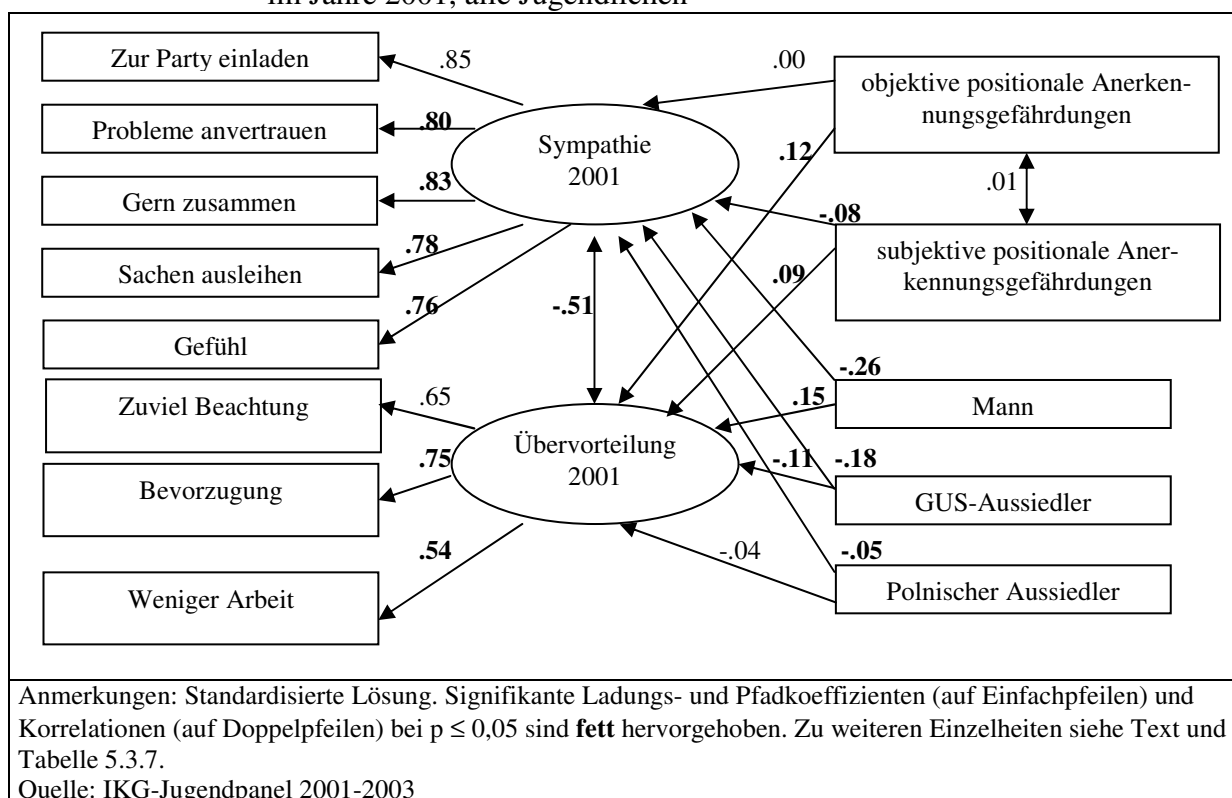 im Jahre 2001, alle Jugendlichen
Zur Party einladen
.85
.00
objektive positionale Anerken-
nungsgefährdungen
Probleme anvertrauen
.80
Sympathie
2001
.12
Gern zusammen
.83
.01
-.08
Sachen ausleihen
.78
subjektive positionale Aner-
kennungsgefährdungen
.09
.76
-.51
Gefühl
-.26
Zuviel Beachtung
.65
.15
Mann
Übervorteilung
2001
.75
-.11
-.18
Bevorzugung
GUS-Aussiedler
.54
-.04
-.05
Weniger Arbeit
Polnischer Aussiedler
Anmerkungen: Standardisierte Lösung. Signifikante Ladungs- und Pfadkoeffizienten (auf Einfachpfeilen) und
Korrelationen (auf Doppelpfeilen) bei p ≤ 0,05 sind fett hervorgehoben. Zu weiteren Einzelheiten siehe Text und
Tabelle 5.3.7.
Quelle: IKG-Jugendpanel 2001-2003